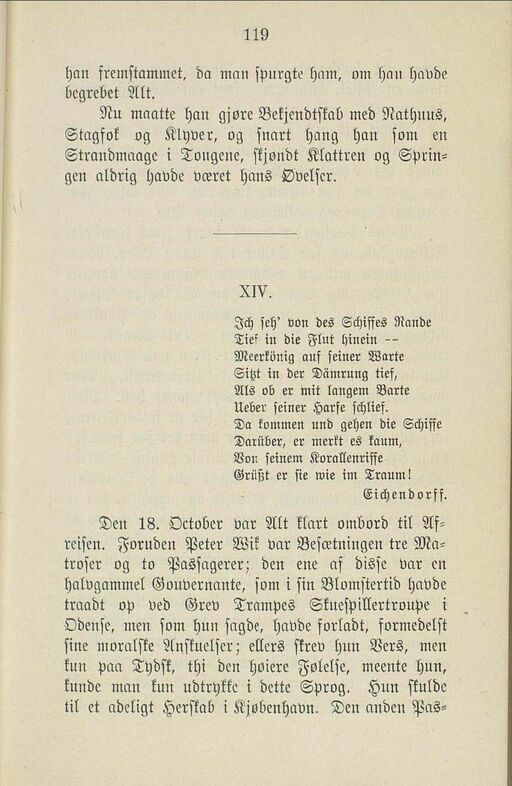 119
han fremstammet, da man spurgte ham, om han havde
begrebet Alt.
Nu maatte han gjøre Bekjendtskab med Nathuus,
Stagfok og Klyver, og snart hang han som en
Strandmaage i Tougene, skjøndt Klattren og Sprin-
gen aldrig havde været hans Øvelser.
XIV.
Ich seh' von des Schiffes Rande
Tief in die Flut hinein --
Meerkönig auf seiner Warte
Sitzt in der Dämrung tief,
Als ob er mit langem Barte
Ueber seiner Harfe schlief.
Da kommen und gehen die Schiffe
Darüber, er merkt es kaum,
Von seinem Korallenriffe
Grüßt er sie wie im Traum!
Eichendorff.
Den 18. October var Alt klart ombord til Af-
reisen. Foruden Peter Wik var Besætningen tre Ma-
troser og to Passagerer; den ene af disse var en
halvgammel Gouvernante, som i sin Blomstertid havde
traadt op ved Grev Trampes Skuespillertroupe i
Odense, men som hun sagde, havde forladt, formedelst
sine moralske Anskuelser; ellers skrev hun Vers, men
kun paa Tydsk, thi den høiere Følelse, meente hun,
kunde man kun udtrykke i dette Sprog. Hun skulde
til et adeligt Herskab i Kjøbenhavn. Den anden Pas-